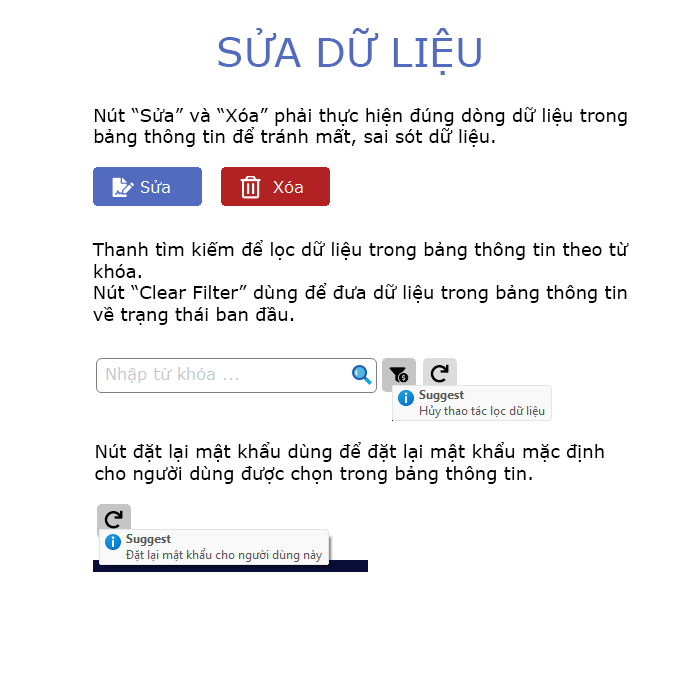 SỬA DỮ LIỆU
Nút “Sửa” và “Xóa” phải thực hiện đúng dòng dữ liệu trong
bảng thông tin để tránh mất, sai sót dữ liệu.
Sửa Xóa
Thanh tìm kiếm để lọc dữ liệu trong bảng thông tin theo từ
khóa.
Nút “Clear Filter” dùng để đưa dữ liệu trong bảng thông tin
về trạng thái ban đầu.
Nhập từ khóa ...
Suggest
Hủy thao tác lọc dữ liệu
Nút đặt lại mật khẩu dùng để đặt lại mật khẩu mặc định
cho người dùng được chọn trong bảng thông tin.
Suggest
Đặt lại mật khẩu cho người dùng này